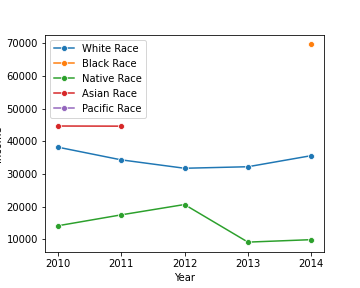 70000
60000
50000
40000
30000
20000
10000
White Race
Black Race
Native Race
Asian Race
Pacific Race
2010 2011 2012 2013 2014
Year